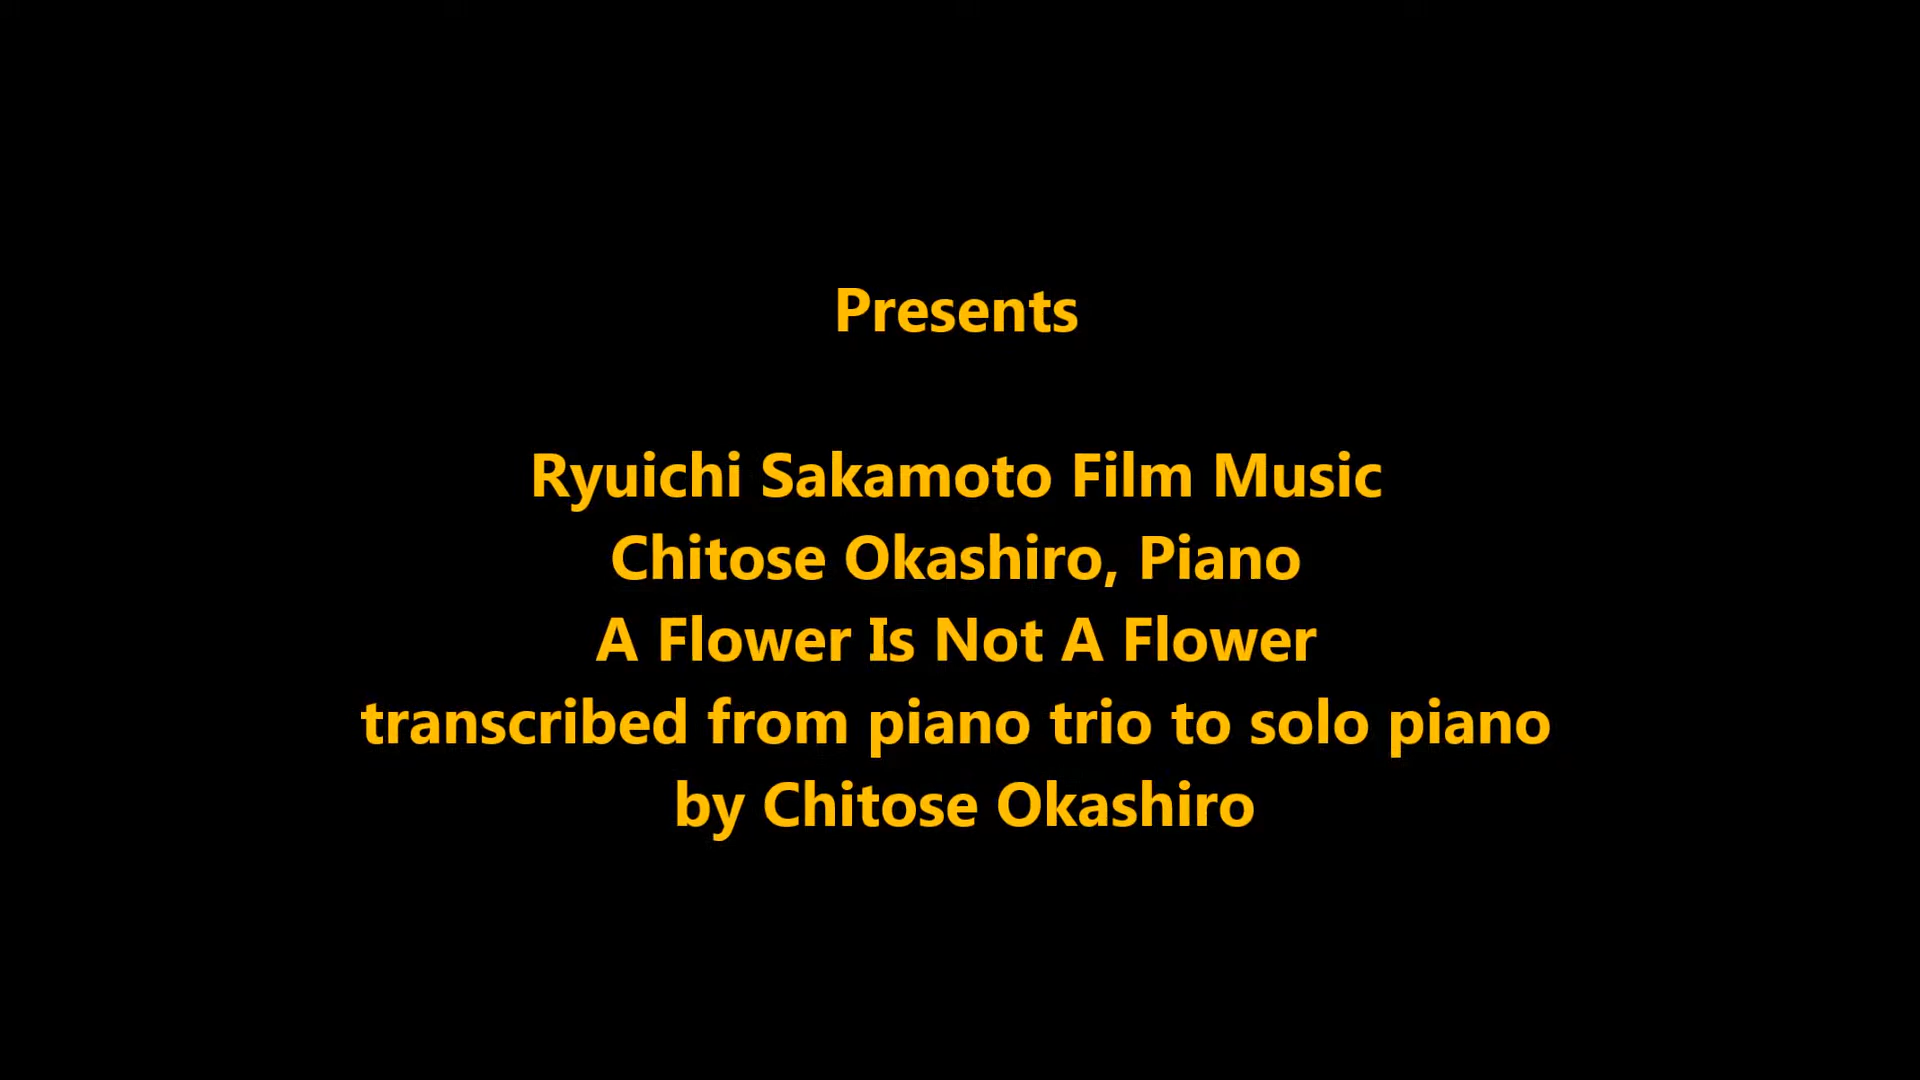 Presents
Ryuichi Sakamoto Film Music
Chitose Okashiro, Piano
A Flower Is Not A Flower
transcribed from piano trio to solo piano
by Chitose Okashiro